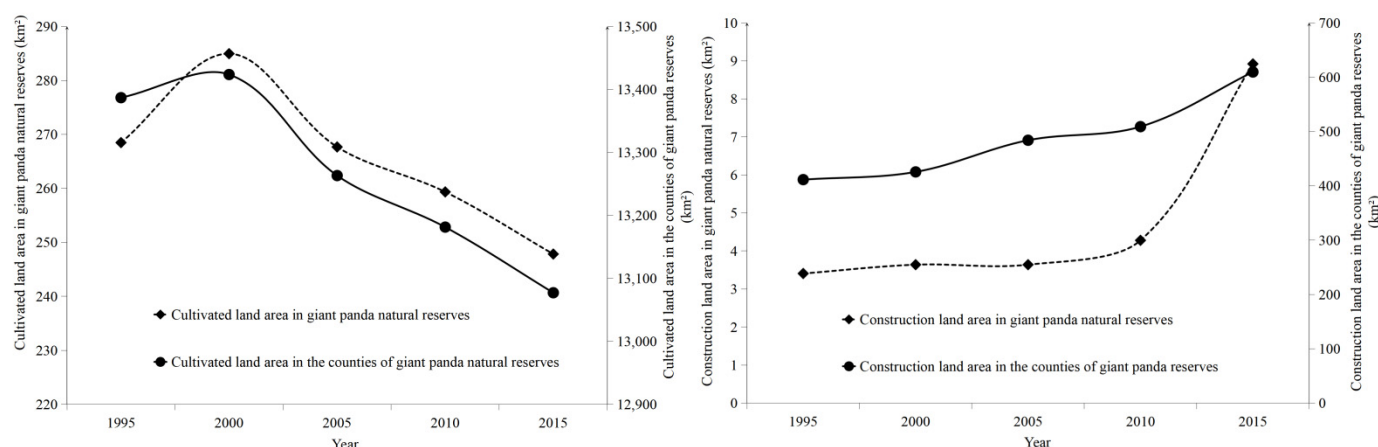 Cultivated land area in giant panda natural reserves (km²)
290
280
270
260
250
240
230
220
13,500
13,400
13,300
13,200
13,100
13,000
12,900
Cultivated land area in the counties of giant panda reserves
(km²)
Cultivated land area in giant panda natural reserves
Cultivated land area in the counties of giant panda natural reserves
1995 2000 2005 2010 2015
Year
Construction land area in giant panda natural reserves (km²)
10
9
8
7
6
5
4
3
2
1
0
700
600
500
400
300
200
100
0
Construction land area in the counties of giant panda reserves
(km²)
Construction land area in giant panda natural reserves
Construction land area in the counties of giant panda reserves
1995 2000 2005 2010 2015
Year